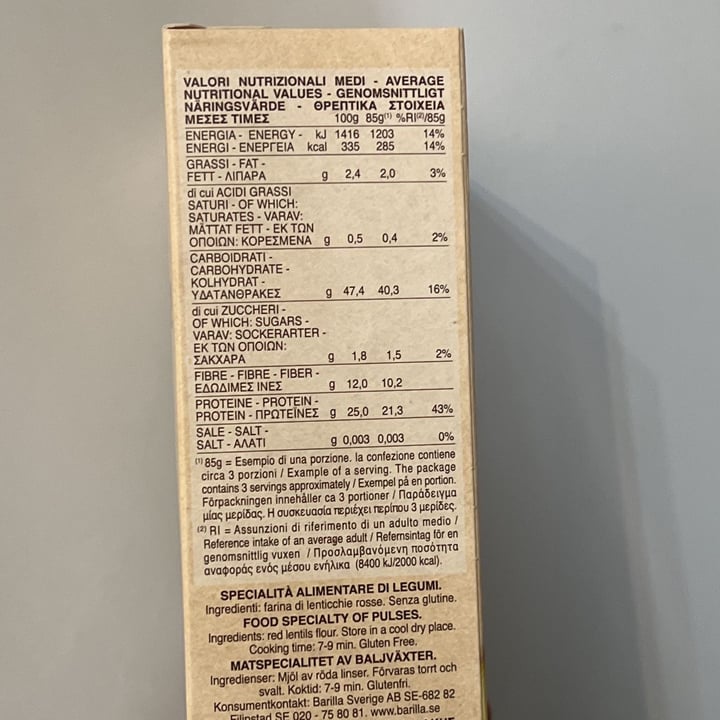 VALORI NUTRIZIONALI MEDI - AVERAGE
NUTRITIONAL VALUES - GENOMSNITTLIGT
NÄRINGSVÄRDE - ΘΡΕΠΤΙΚΑ ΣΤΟΙΧΕΙΑ
ΜΕΣΕΣ ΤΙΜΕΣ 100g 85g(1) %RI(2)/85g
ENERGIA - ENERGY - kJ 1416 1203 14%
ENERGI - ΕΝΕΡΓΕΙΑ kcal 335 285 14%
GRASSI - FAT -
FETT - ΛΙΠΑΡΑ g 2,4 2,0 3%
di cui ACIDI GRASSI
SATURI - OF WHICH:
SATURATES - VARAV:
MÄTTAT FETT - ΕΚ ΤΩΝ
ΟΠΟΙΩΝ: ΚΟΡΕΣΜΕΝΑ g 0,5 0,4 2%
CARBOIDRATI -
CARBOHYDRATE -
KOLHYDRAT -
ΥΔΑΤΑΝΘΡΑΚΕΣ g 47,4 40,3 16%
di cui ZUCCHERI -
OF WHICH: SUGARS -
VARAV: SOCKERARTER -
ΕΚ ΤΩΝ ΟΠΟΙΩΝ:
ΣΑΚΧΑΡΑ g 1,8 1,5 2%
FIBRE - FIBRE - FIBER -
ΕΔΩΔΙΜΕΣ ΙΝΕΣ g 12,0 10,2
PROTEINE - PROTEIN -
PROTEIN - ΠΡΩΤΕΪΝΕΣ g 25,0 21,3 43%
SALE - SALT -
SALT - ΑΛΑΤΙ g 0,003 0,003 0%
(1) 85g = Esempio di una porzione. la confezione contiene
circa 3 porzioni / Example of a serving. The package
contains 3 servings approximately / Exempel på en portion.
Förpackningen innehåller ca 3 portioner / Παράδειγμα
μίας μερίδας. Η συσκευασία περιέχει περίπου 3 μερίδες.
(2) RI = Assunzioni di riferimento di un adulto medio /
Reference intake of an average adult / Refernsintag för en
genomsnittlig vuxen / Προσλαμβανόμενη ποσότητα
αναφοράς ενός μέσου ενήλικα (8400 kJ/2000 kcal).
SPECIALITÀ ALIMENTARE DI LEGUMI.
Ingredienti: farina di lenticchie rosse. Senza glutine.
FOOD SPECIALTY OF PULSES.
Ingredients: red lentils flour. Store in a cool dry place.
Cooking time: 7-9 min. Gluten Free.
MATSPECIALITET AV BALJVÄXTER.
Ingredienser: Mjöl av röda linser. Förvaras torrt och
svalt. Koktid: 7-9 min. Glutenfri.
Konsumentkontakt: Barilla Sverige AB SE-682 82
Filipstad SE 020 - 75 80 81. www.barilla.se